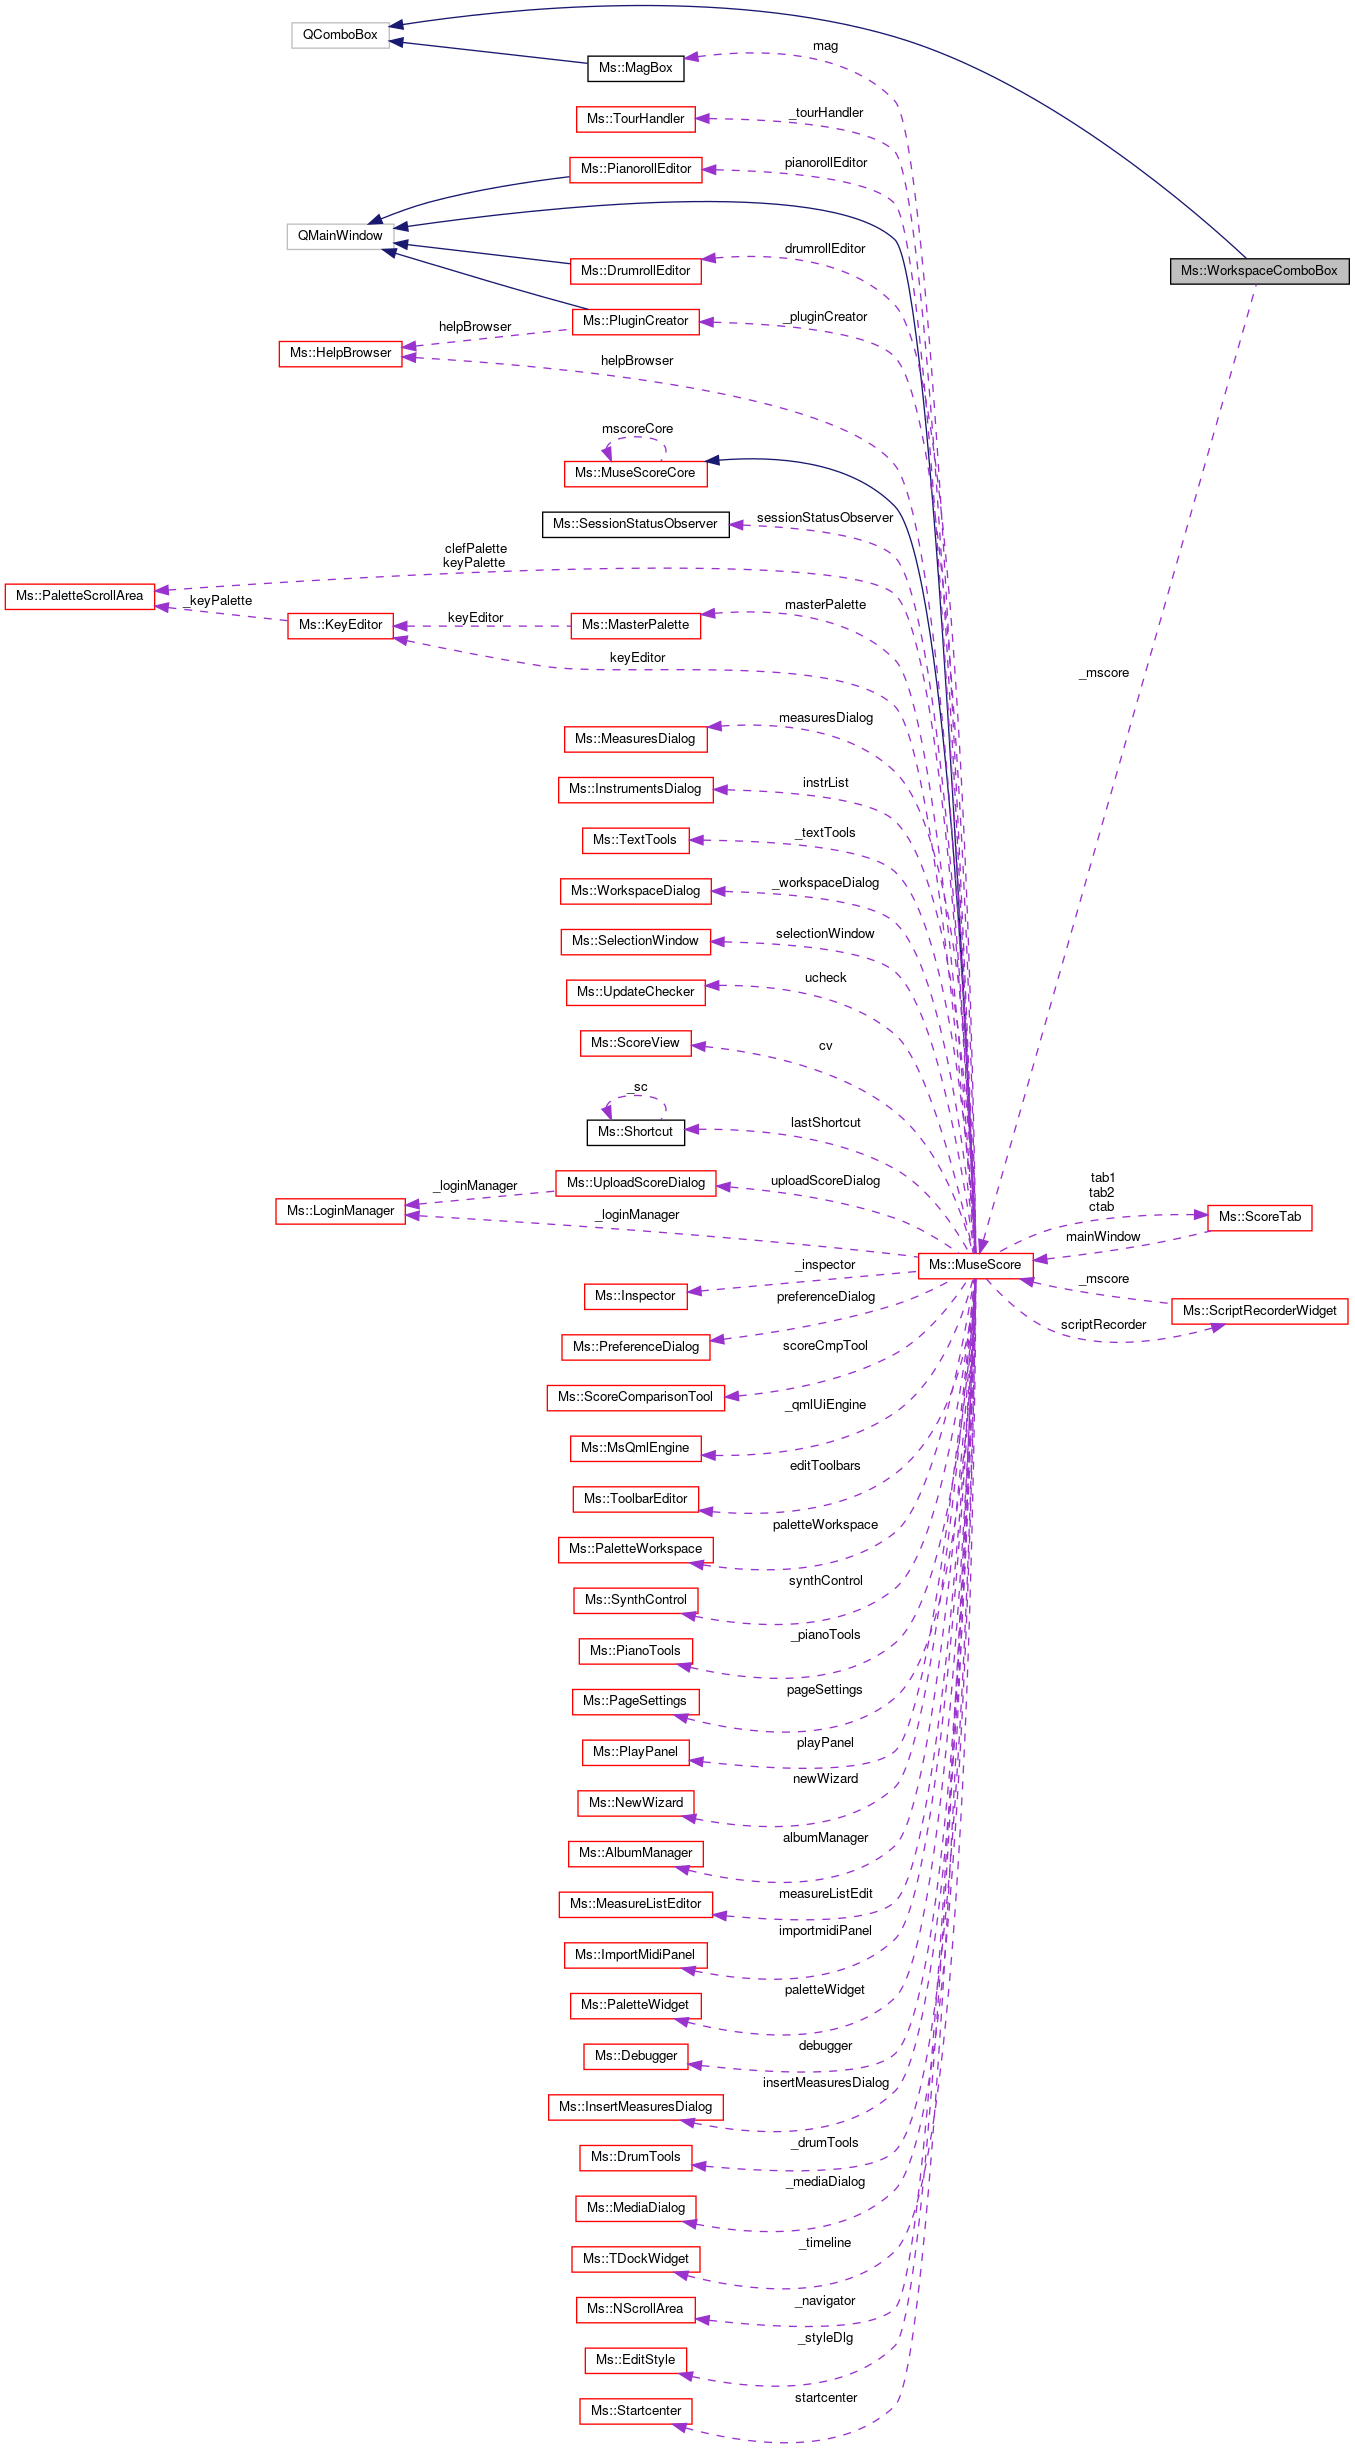 QComboBox
mag
Ms::MagBox
_tourHandler
Ms::TourHandler
pianorollEditor
Ms::PianorollEditor
QMainWindow
drumrollEditor
Ms::DrumrollEditor
Ms::WorkspaceComboBox
_pluginCreator
Ms::PluginCreator
helpBrowser
Ms::HelpBrowser
helpBrowser
mscoreCore
Ms::MuseScoreCore
sessionStatusObserver
Ms::SessionStatusObserver
clefPalette
keyPalette
Ms::PaletteScrollArea
_keyPalette
Ms::KeyEditor
keyEditor
Ms::MasterPalette
masterPalette
keyEditor
_mscore
measuresDialog
Ms::MeasuresDialog
instrList
Ms::InstrumentsDialog
_textTools
Ms::TextTools
_workspaceDialog
Ms::WorkspaceDialog
selectionWindow
Ms::SelectionWindow
ucheck
Ms::UpdateChecker
cv
Ms::ScoreView
_sc
Ms::Shortcut
lastShortcut
uploadScoreDialog
Ms::UploadScoreDialog
_loginManager
Ms::LoginManager
_loginManager
tab1
tab2
ctab
Ms::ScoreTab
mainWindow
Ms::MuseScore
_inspector
Ms::Inspector
_mscore
Ms::ScriptRecorderWidget
scriptRecorder
preferenceDialog
Ms::PreferenceDialog
scoreCmpTool
Ms::ScoreComparisonTool
_qmlUiEngine
Ms::MsQmlEngine
editToolbars
Ms::ToolbarEditor
paletteWorkspace
Ms::PaletteWorkspace
synthControl
Ms::SynthControl
_pianoTools
Ms::PianoTools
pageSettings
Ms::PageSettings
playPanel
Ms::PlayPanel
newWizard
Ms::NewWizard
albumManager
Ms::AlbumManager
measureListEdit
Ms::MeasureListEditor
importmidiPanel
Ms::ImportMidiPanel
paletteWidget
Ms::PaletteWidget
debugger
Ms::Debugger
insertMeasuresDialog
Ms::InsertMeasuresDialog
_drumTools
Ms::DrumTools
_mediaDialog
Ms::MediaDialog
_timeline
Ms::TDockWidget
_navigator
Ms::NScrollArea
_styleDlg
Ms::EditStyle
startcenter
Ms::Startcenter